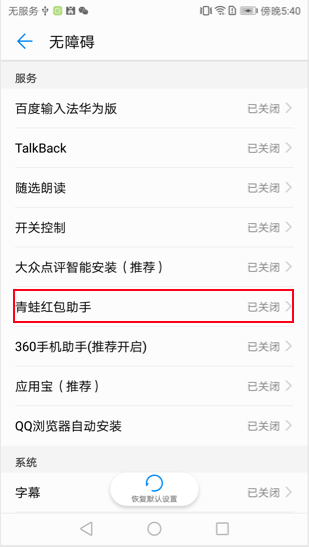 无服务 傍晚5:40
无障碍
服务
百度输入法华为版 已关闭
TalkBack 已关闭
随选朗读 已关闭
开关控制 已关闭
大众点评智能安装（推荐） 已关闭
青蛙红包助手 已关闭
360手机助手(推荐开启) 已关闭
应用宝（推荐） 已关闭
QQ浏览器自动安装 已关闭
系统
字幕 已关闭
恢复默认设置